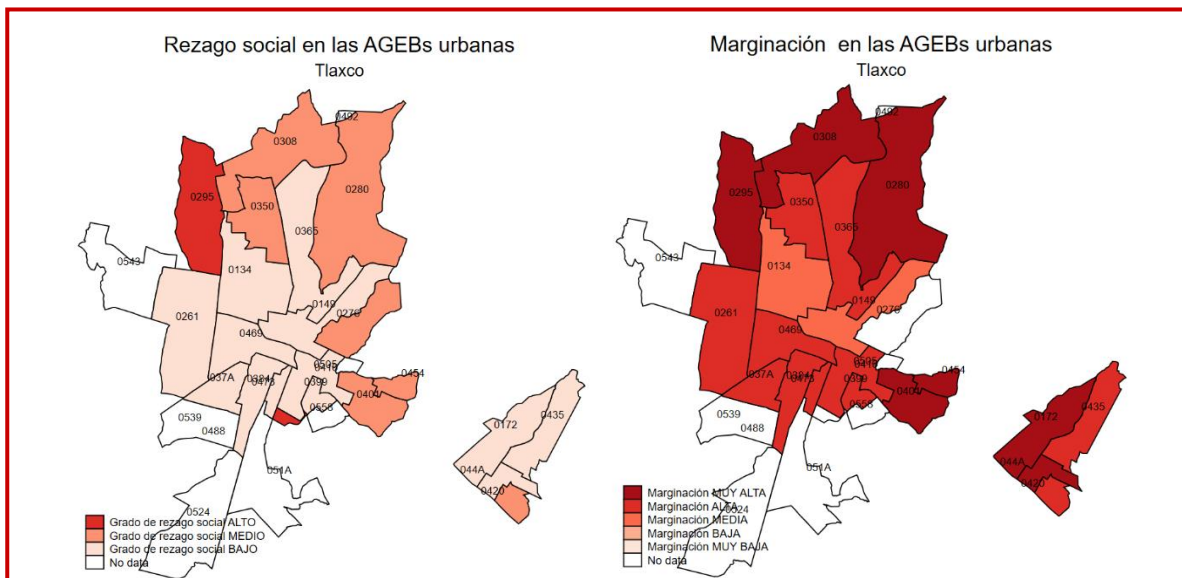 Rezago social en las AGEBs urbanas
Tlaxco
0492
0308
0295
0280
0350
0365
0543
0134
0149
0276
0261
0469
037A
0399
0454
0404
0558
0539
0488
0435
0172
051A
044A
0420
0524
Grado de rezago social ALTO
Grado de rezago social MEDIO
Grado de rezago social BAJO
No data
Marginación en las AGEBs urbanas
Tlaxco
0492
0308
0295
0280
0350
0365
0543
0134
0149
0276
0261
0469
037A
0399
0454
0404
0558
0539
0488
0435
0172
051A
044A
0420
0524
Marginación MUY ALTA
Marginación ALTA
Marginación MEDIA
Marginación BAJA
Marginación MUY BAJA
No data